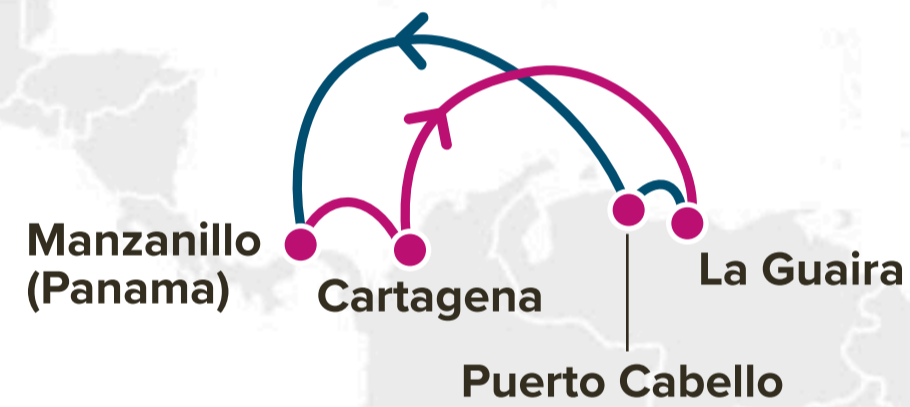 Manzanillo
(Panama)
Cartagena
La Guaira
Puerto Cabello